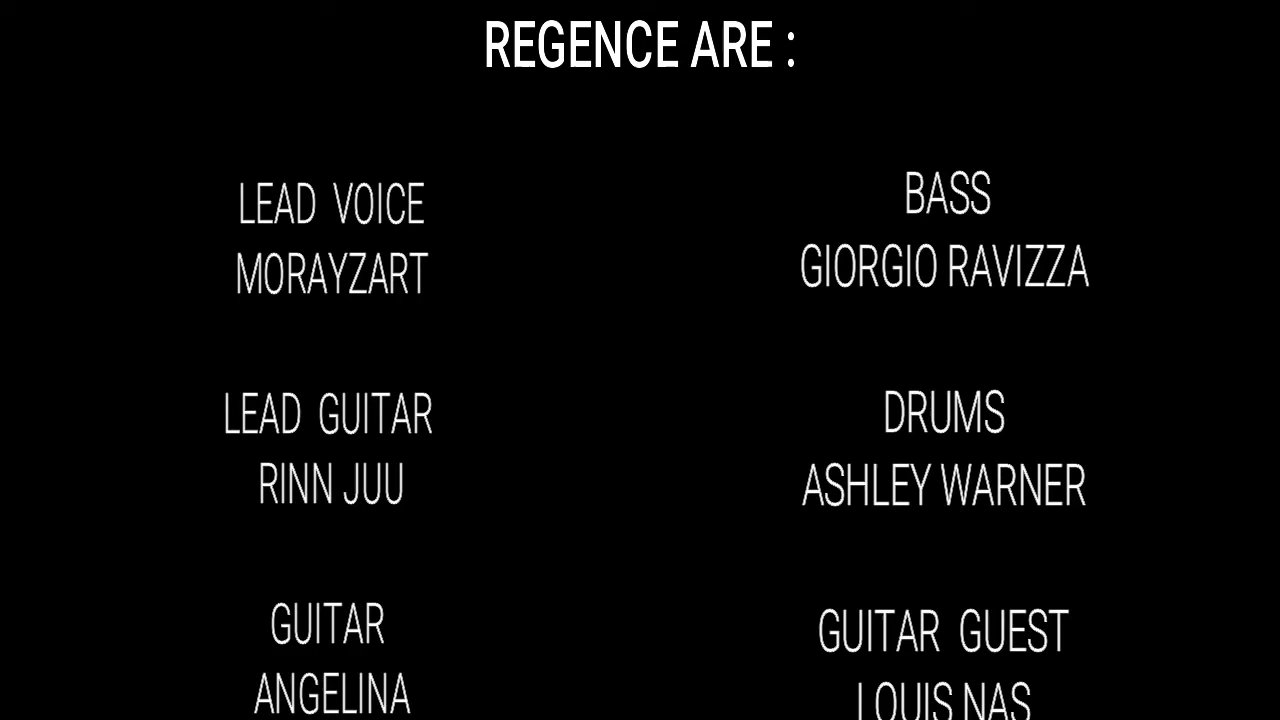 REGENCE ARE :
LEAD VOICE
MORAYZART
LEAD GUITAR
RINN JUU
GUITAR
ANGELINA
BASS
GIORGIO RAVIZZA
DRUMS
ASHLEY WARNER
GUITAR GUEST
LOUIS NAS